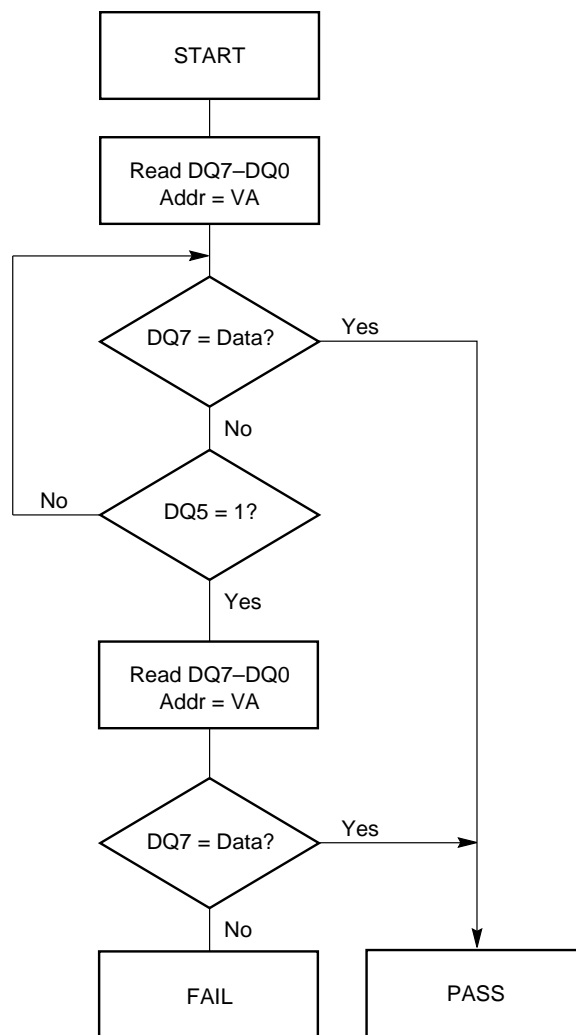 START
Read DQ7–DQ0
Addr = VA
DQ7 = Data?
Yes
No
No
DQ5 = 1?
Yes
Read DQ7–DQ0
Addr = VA
DQ7 = Data?
Yes
No
FAIL
PASS